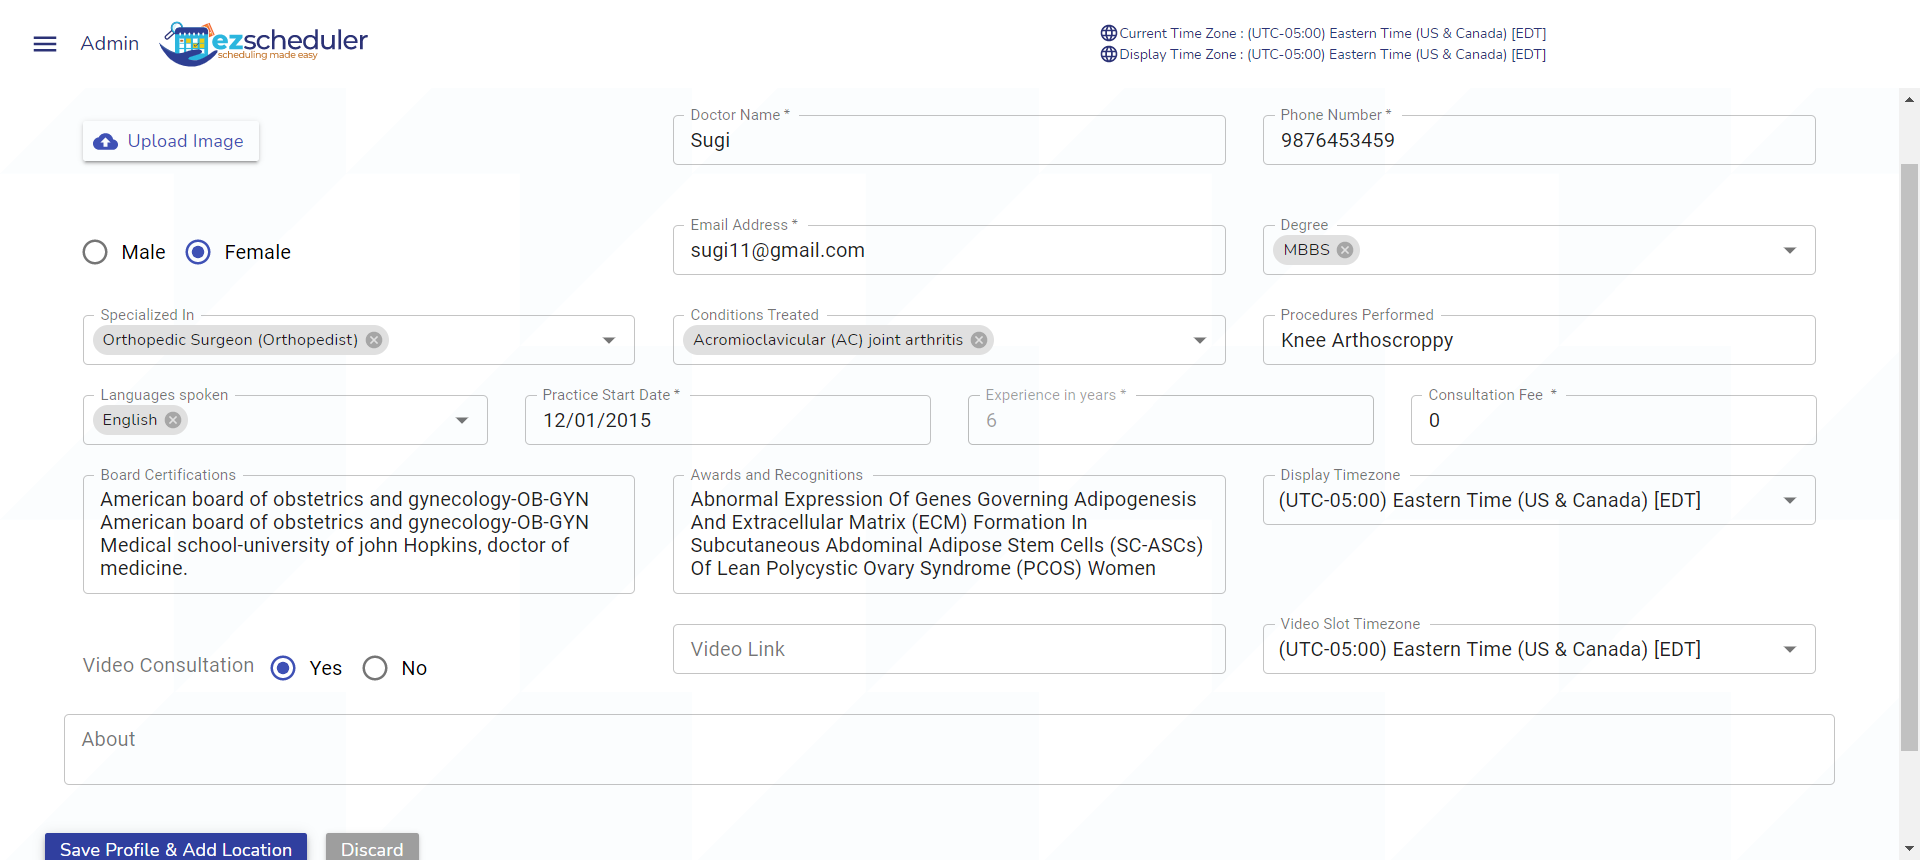 Admin
ezscheduler
scheduling made easy
Current Time Zone : (UTC-05:00) Eastern Time (US & Canada) [EDT]
Display Time Zone : (UTC-05:00) Eastern Time (US & Canada) [EDT]
Upload Image
Doctor Name *
Sugi
Phone Number *
9876453459
Male
Female
Email Address *
sugi11@gmail.com
Degree
MBBS
Specialized In
Orthopedic Surgeon (Orthopedist)
Conditions Treated
Acromioclavicular (AC) joint arthritis
Procedures Performed
Knee Arthoscroppy
Languages spoken
English
Practice Start Date *
12/01/2015
Experience in years *
6
Consultation Fee *
0
Board Certifications
American board of obstetrics and gynecology-OB-GYN
American board of obstetrics and gynecology-OB-GYN
Medical school-university of john Hopkins, doctor of
medicine.
Awards and Recognitions
Abnormal Expression Of Genes Governing Adipogenesis
And Extracellular Matrix (ECM) Formation In
Subcutaneous Abdominal Adipose Stem Cells (SC-ASCs)
Of Lean Polycystic Ovary Syndrome (PCOS) Women
Display Timezone
(UTC-05:00) Eastern Time (US & Canada) [EDT]
Video Consultation
Yes
No
Video Link
Video Slot Timezone
(UTC-05:00) Eastern Time (US & Canada) [EDT]
About
Save Profile & Add Location
Discard